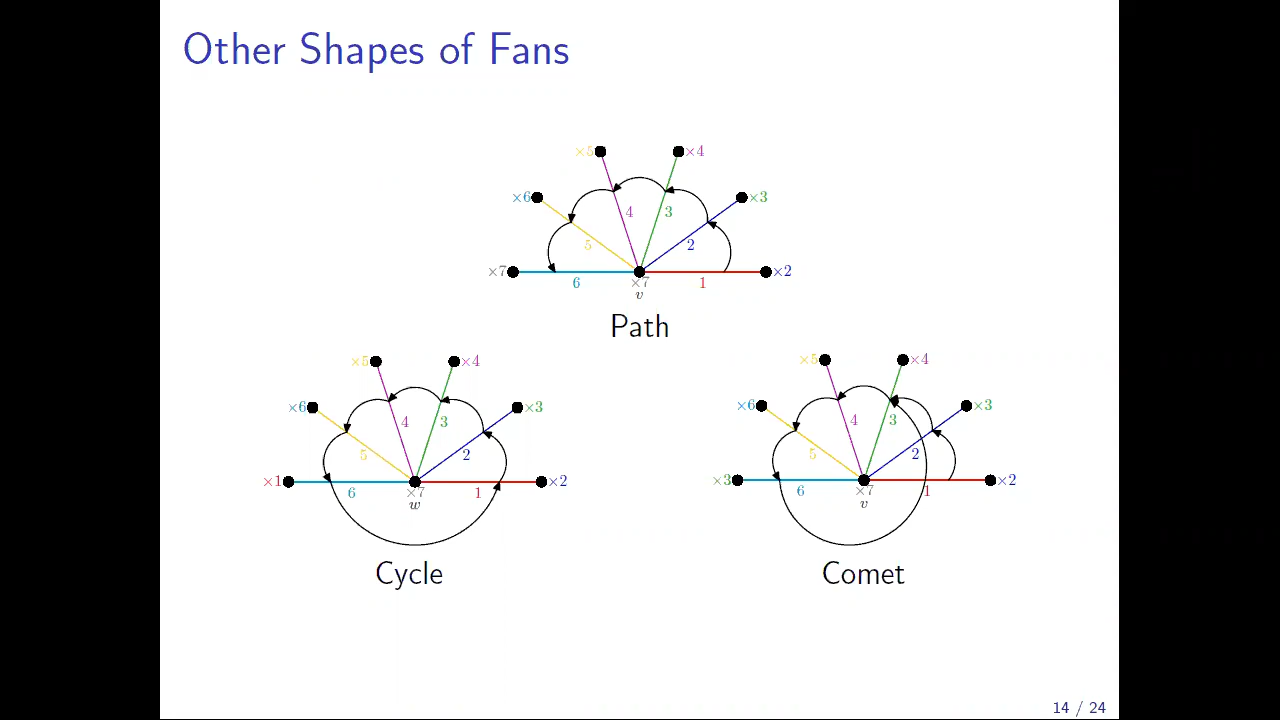 Other Shapes of Fans
×5 ×4
×6 ×3
4 3
5 2
×7 6 ×7 1 ×2
v
Path
×5 ×4
×6 ×3
4 3
5 2
×1 6 ×7 1 ×2
w
Cycle
×5 ×4
×6 ×3
4 3
5 2
×3 6 ×7 1 ×2
v
Comet
14 / 24